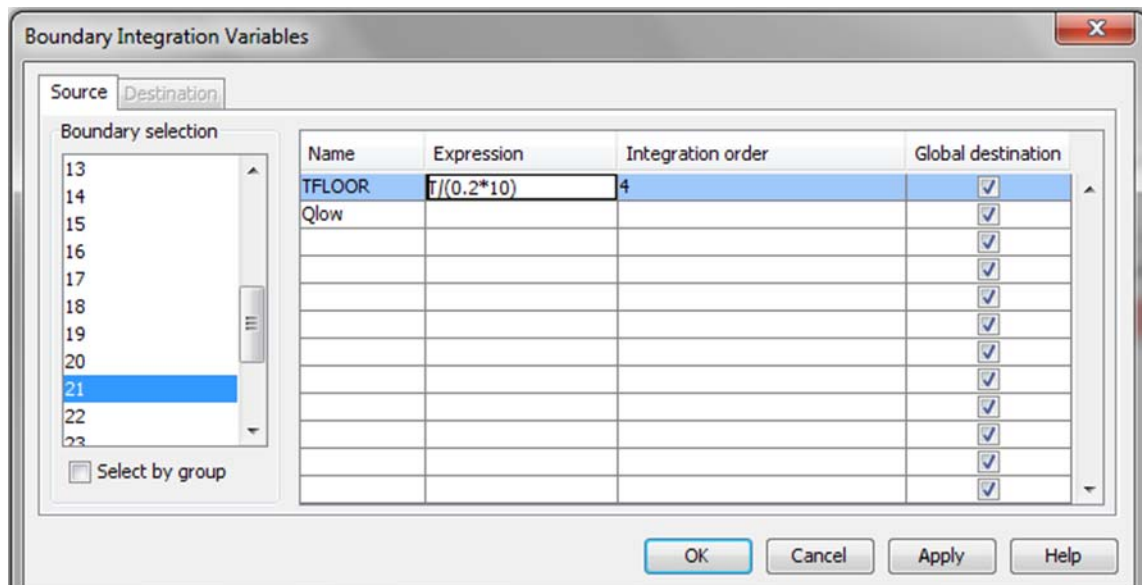 Boundary Integration Variables
Source Destination
Boundary selection
13
14
15
16
17
18
19
20
21
22
23
Select by group
Name Expression Integration order Global destination
TFLOOR T/(0.2*10) 4
Qlow
OK Cancel Apply Help